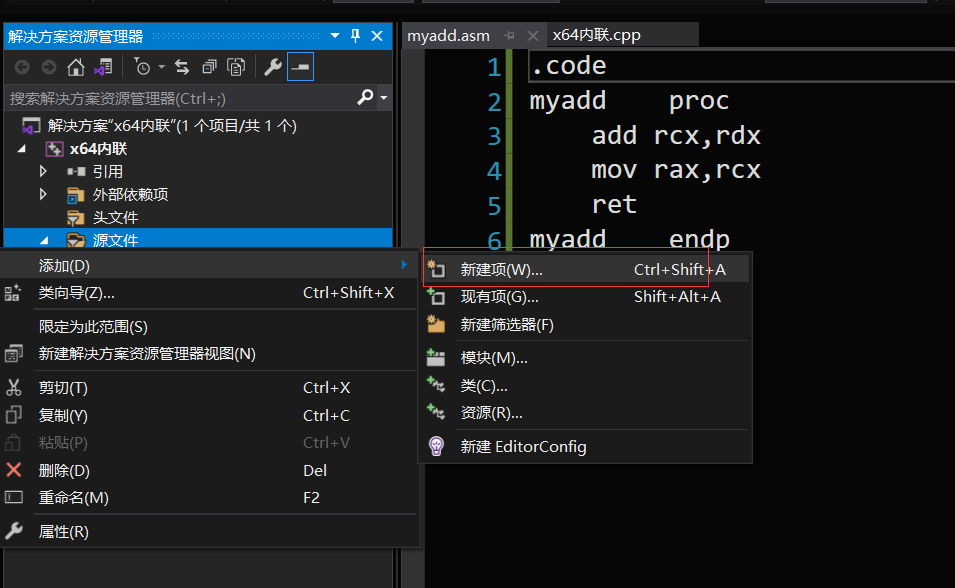 解决方案资源管理器
搜索解决方案资源管理器(Ctrl+;)
解决方案"x64内联"(1 个项目/共 1 个)
x64内联
引用
外部依赖项
头文件
源文件
添加(D)
类向导(Z)... Ctrl+Shift+X
限定为此范围(S)
新建解决方案资源管理器视图(N)
剪切(T) Ctrl+X
复制(Y) Ctrl+C
粘贴(P) Ctrl+V
删除(D) Del
重命名(M) F2
属性(R)
myadd.asm x64内联.cpp
1 .code
2 myadd proc
3 add rcx,rdx
4 mov rax,rcx
5 ret
6 myadd endp
新建项(W)... Ctrl+Shift+A
现有项(G)... Shift+Alt+A
新建筛选器(F)
模块(M)...
类(C)...
资源(R)...
新建 EditorConfig